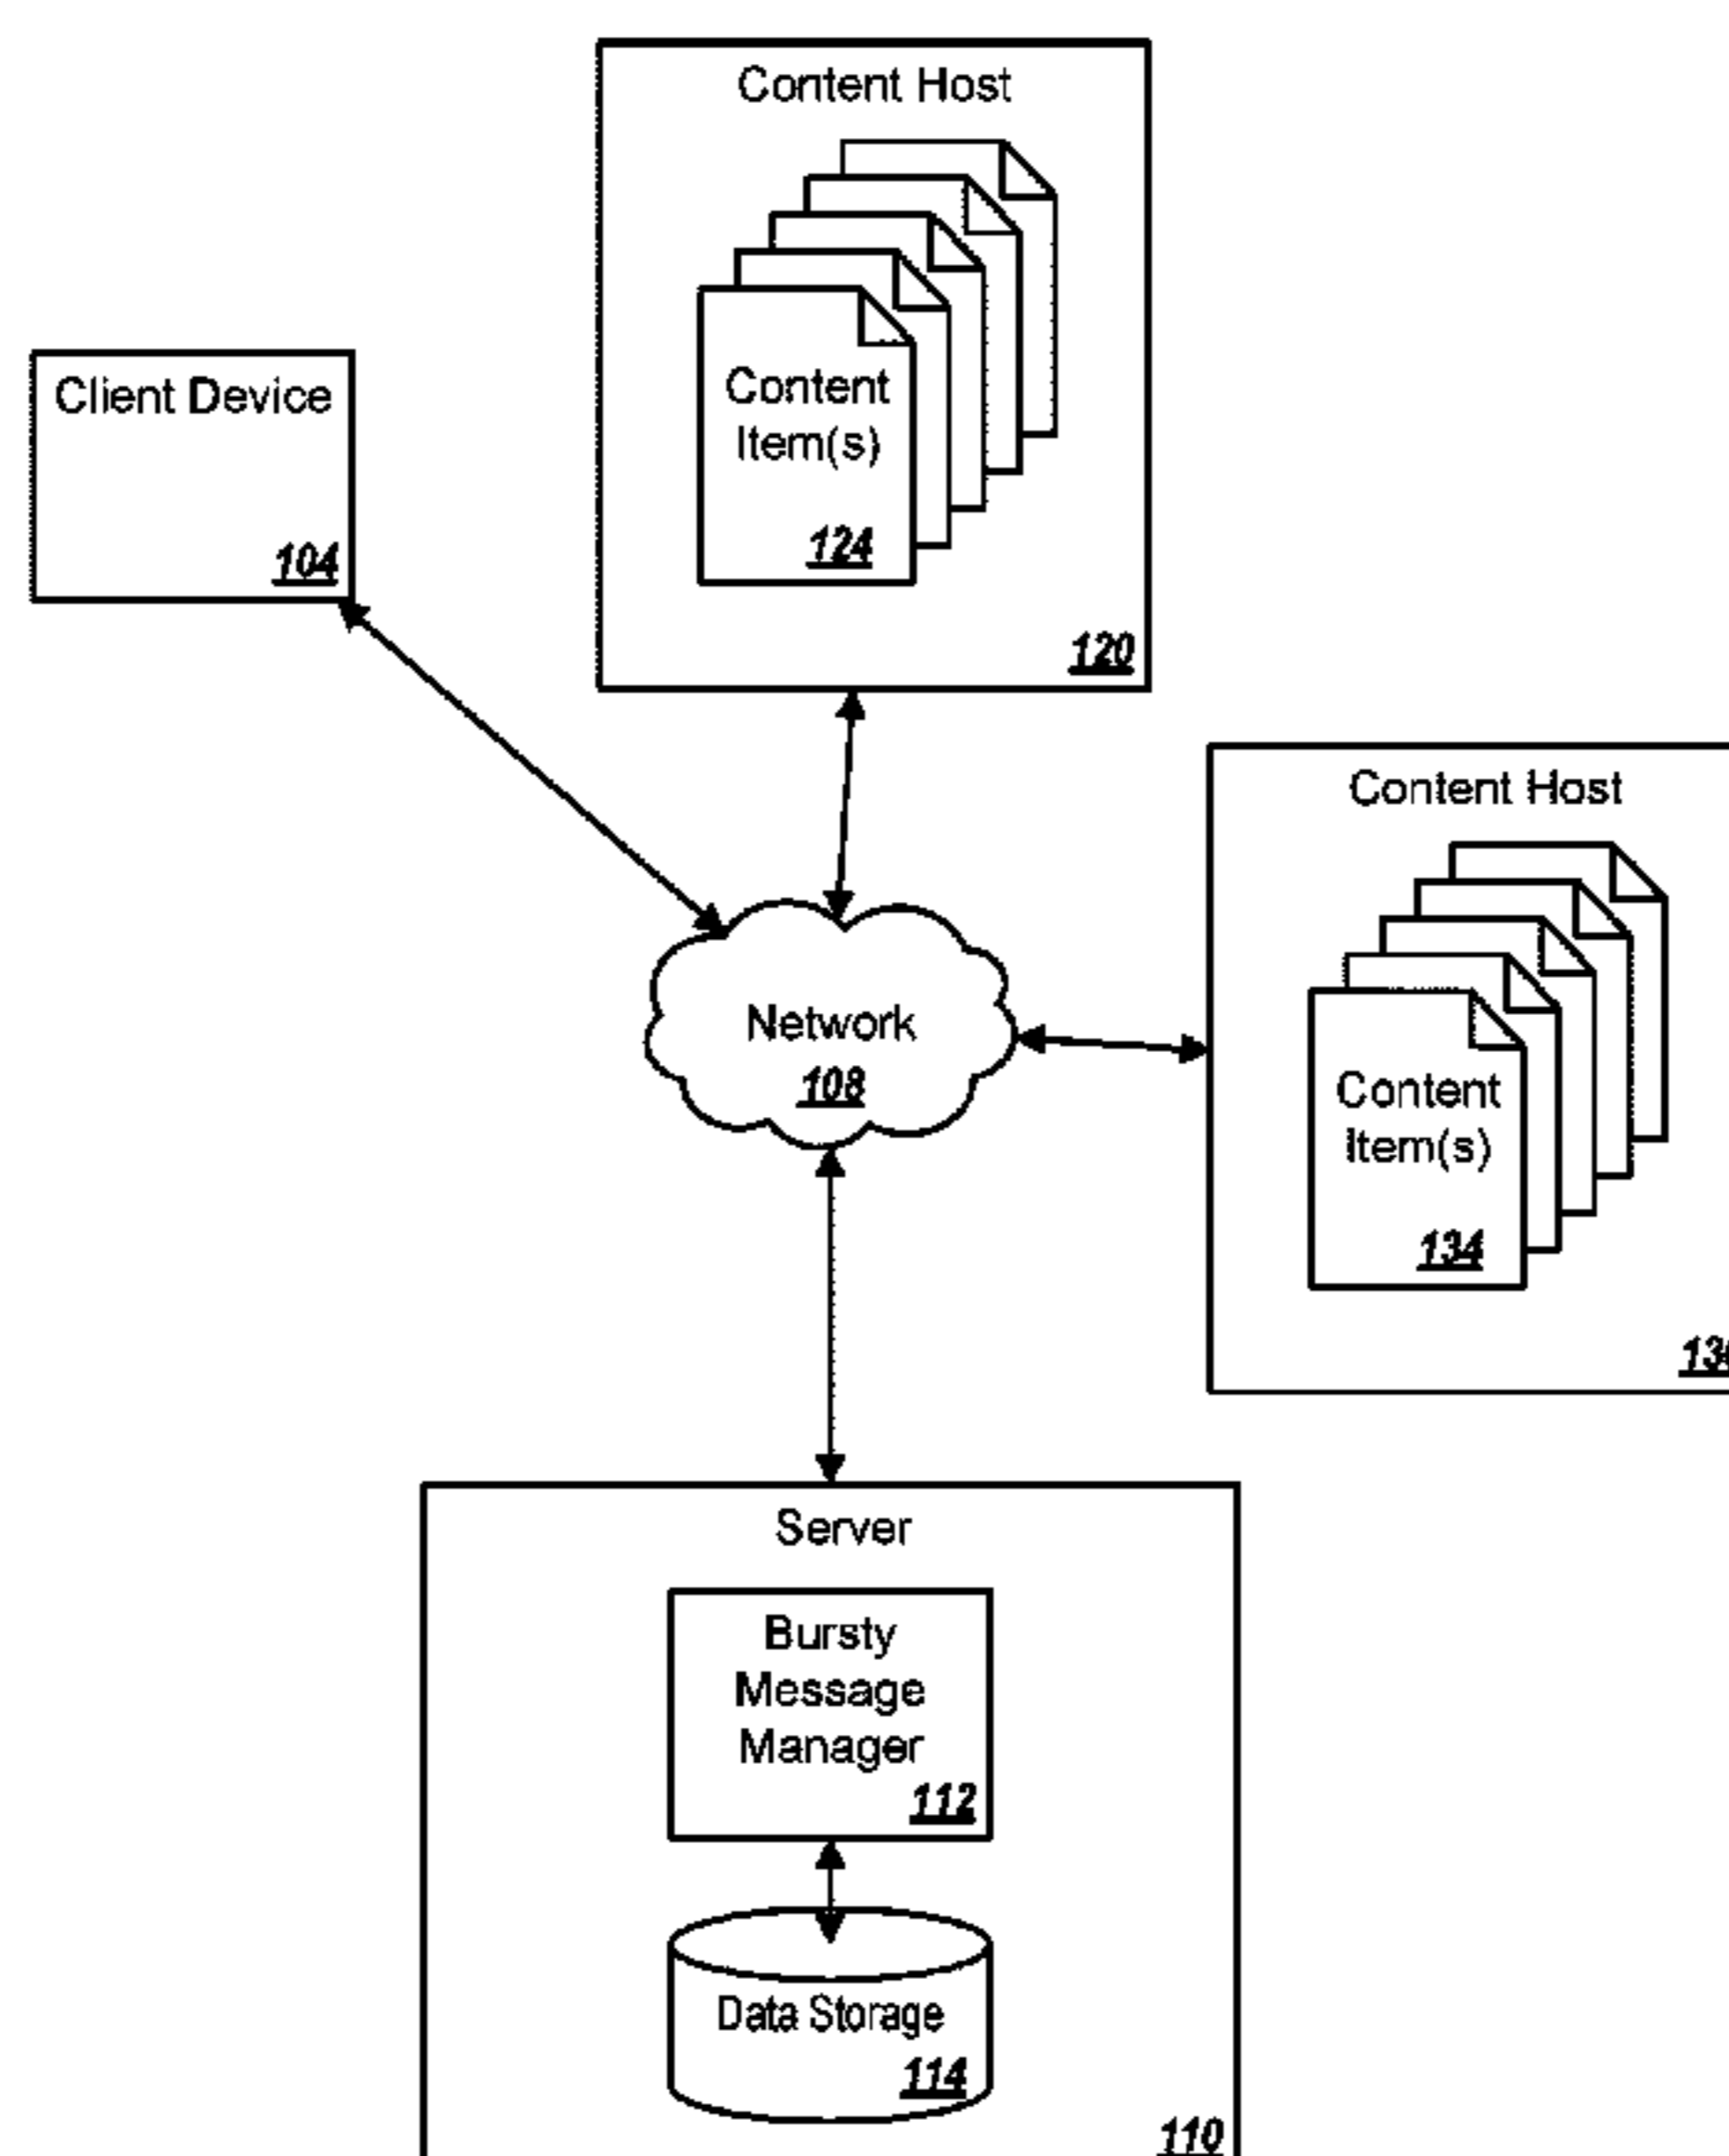 Content Host
Content
Item(s)
124
120
Client Device
104
Content Host
Content
Item(s)
134
Network
108
Server
Bursty
Message
Manager
112
Data Storage
114
110